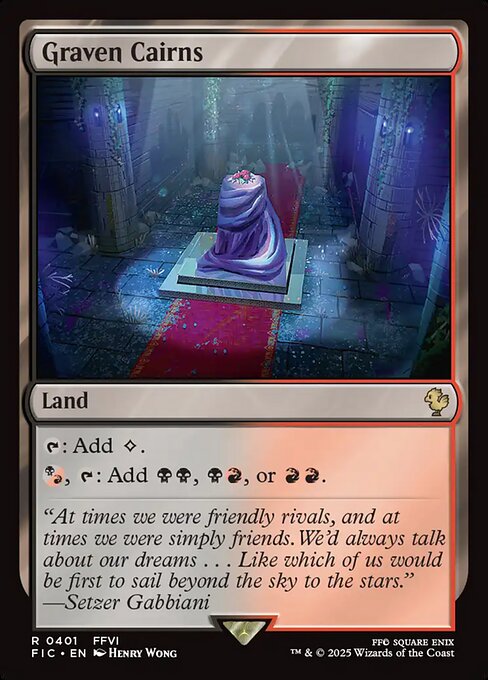 Graven Cairns
Land
: Add .
, : Add , , or .
“At times we were friendly rivals, and at
times we were simply friends. We’d always talk
about our dreams . . . Like which of us would
be first to sail beyond the sky to the stars.”
—Setzer Gabbiani
R 0401 FFVI
FIC • EN Henry Wong
FF© SQUARE ENIX
™ & © 2025 Wizards of the Coast